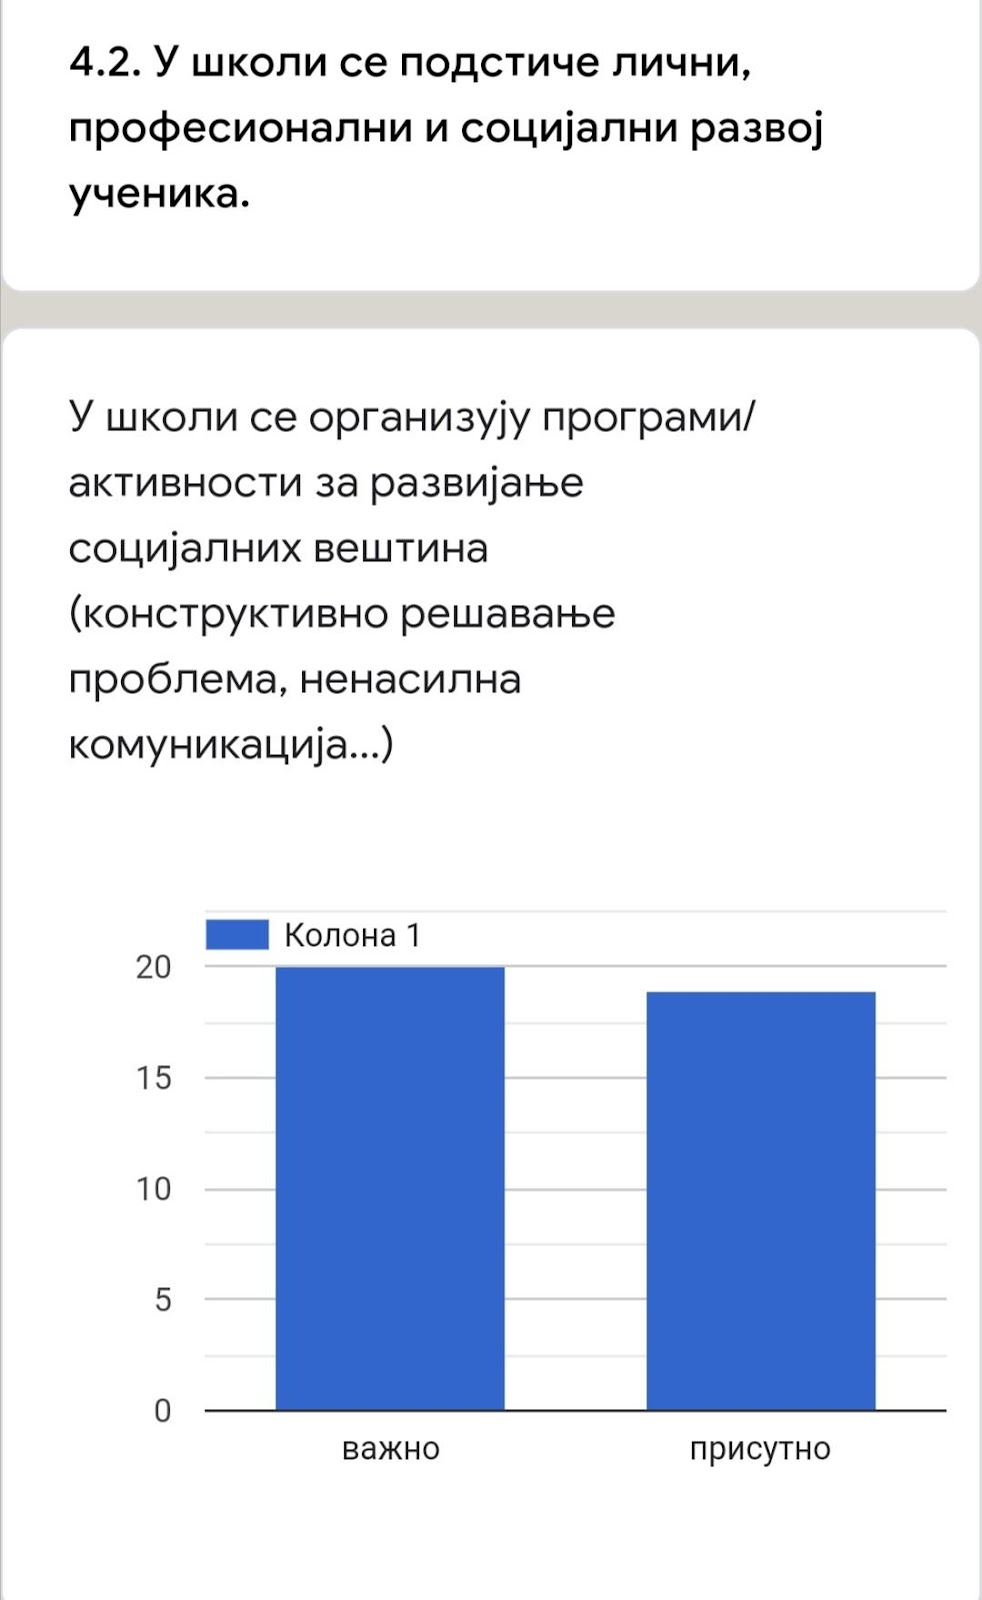 4.2. У школи се подстиче лични,
професионални и социјални развој
ученика.
У школи се организују програми/
активности за развијање
социјалних вештина
(конструктивно решавање
проблема, ненасилна
комуникација...)
Колона 1
20
15
10
5
0
важно
присутно